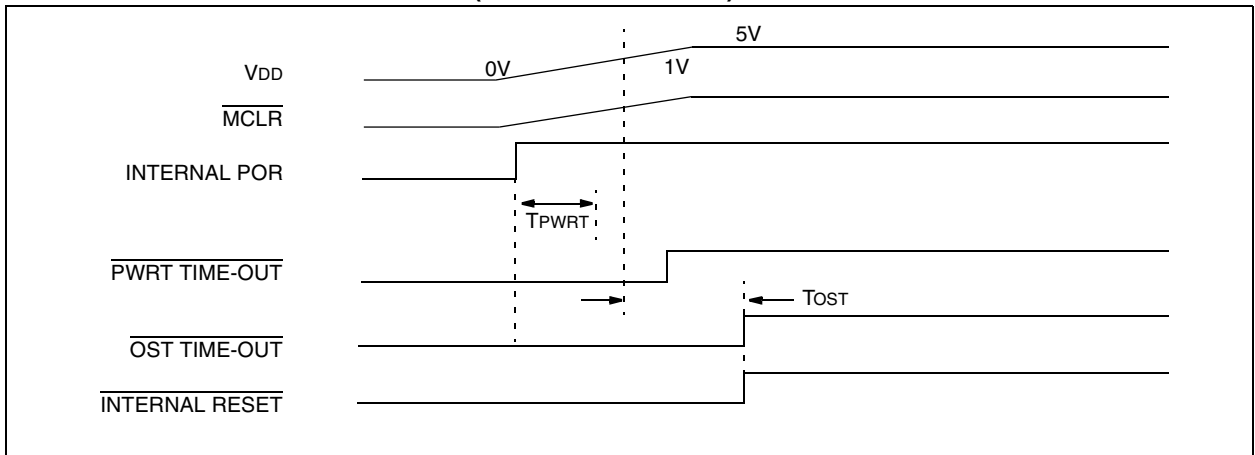 5V
VDD
0V
1V
MCLR
INTERNAL POR
TPWRT
PWRT TIME-OUT
TOST
OST TIME-OUT
INTERNAL RESET